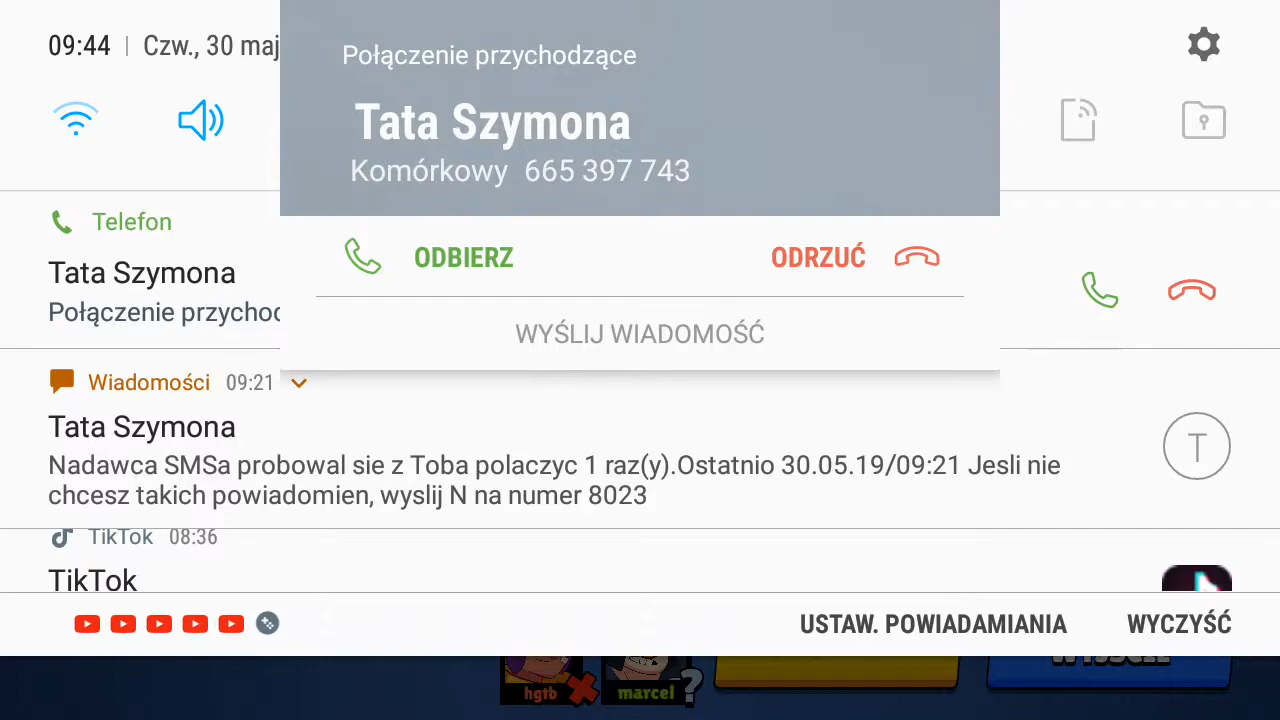 09:44 | Czw., 30 maj
Połączenie przychodzące
Tata Szymona
Komórkowy 665 397 743
ODBIERZ
ODRZUĆ
WYŚLIJ WIADOMOŚĆ
Telefon
Tata Szymona
Połączenie przychodz
Wiadomości 09:21
Tata Szymona
Nadawca SMSa probowal sie z Toba polaczyc 1 raz(y).Ostatnio 30.05.19/09:21 Jesli nie
chcesz takich powiadomien, wyslij N na numer 8023
T
TikTok 08:36
TikTok
USTAW. POWIADAMIANIA
WYCZYŚĆ
WYJŚCIE
hgtb
marcel
?